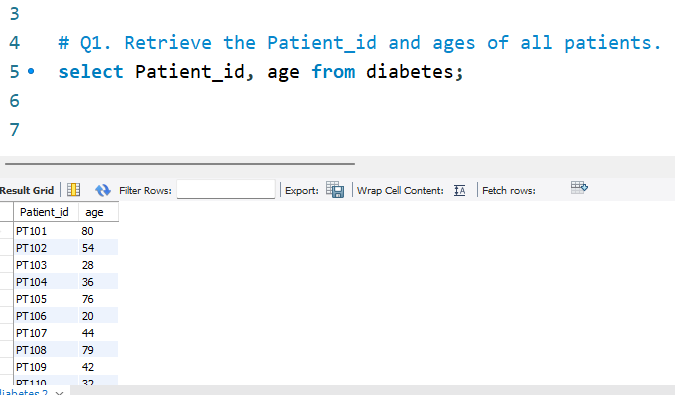 3
4 # Q1. Retrieve the Patient_id and ages of all patients.
5 select Patient_id, age from diabetes;
6
7
Result Grid Filter Rows: Export: Wrap Cell Content: IA Fetch rows:
Patient_id age
PT101 80
PT102 54
PT103 28
PT104 36
PT105 76
PT106 20
PT107 44
PT108 79
PT109 42
PT110 32
diabetes 2